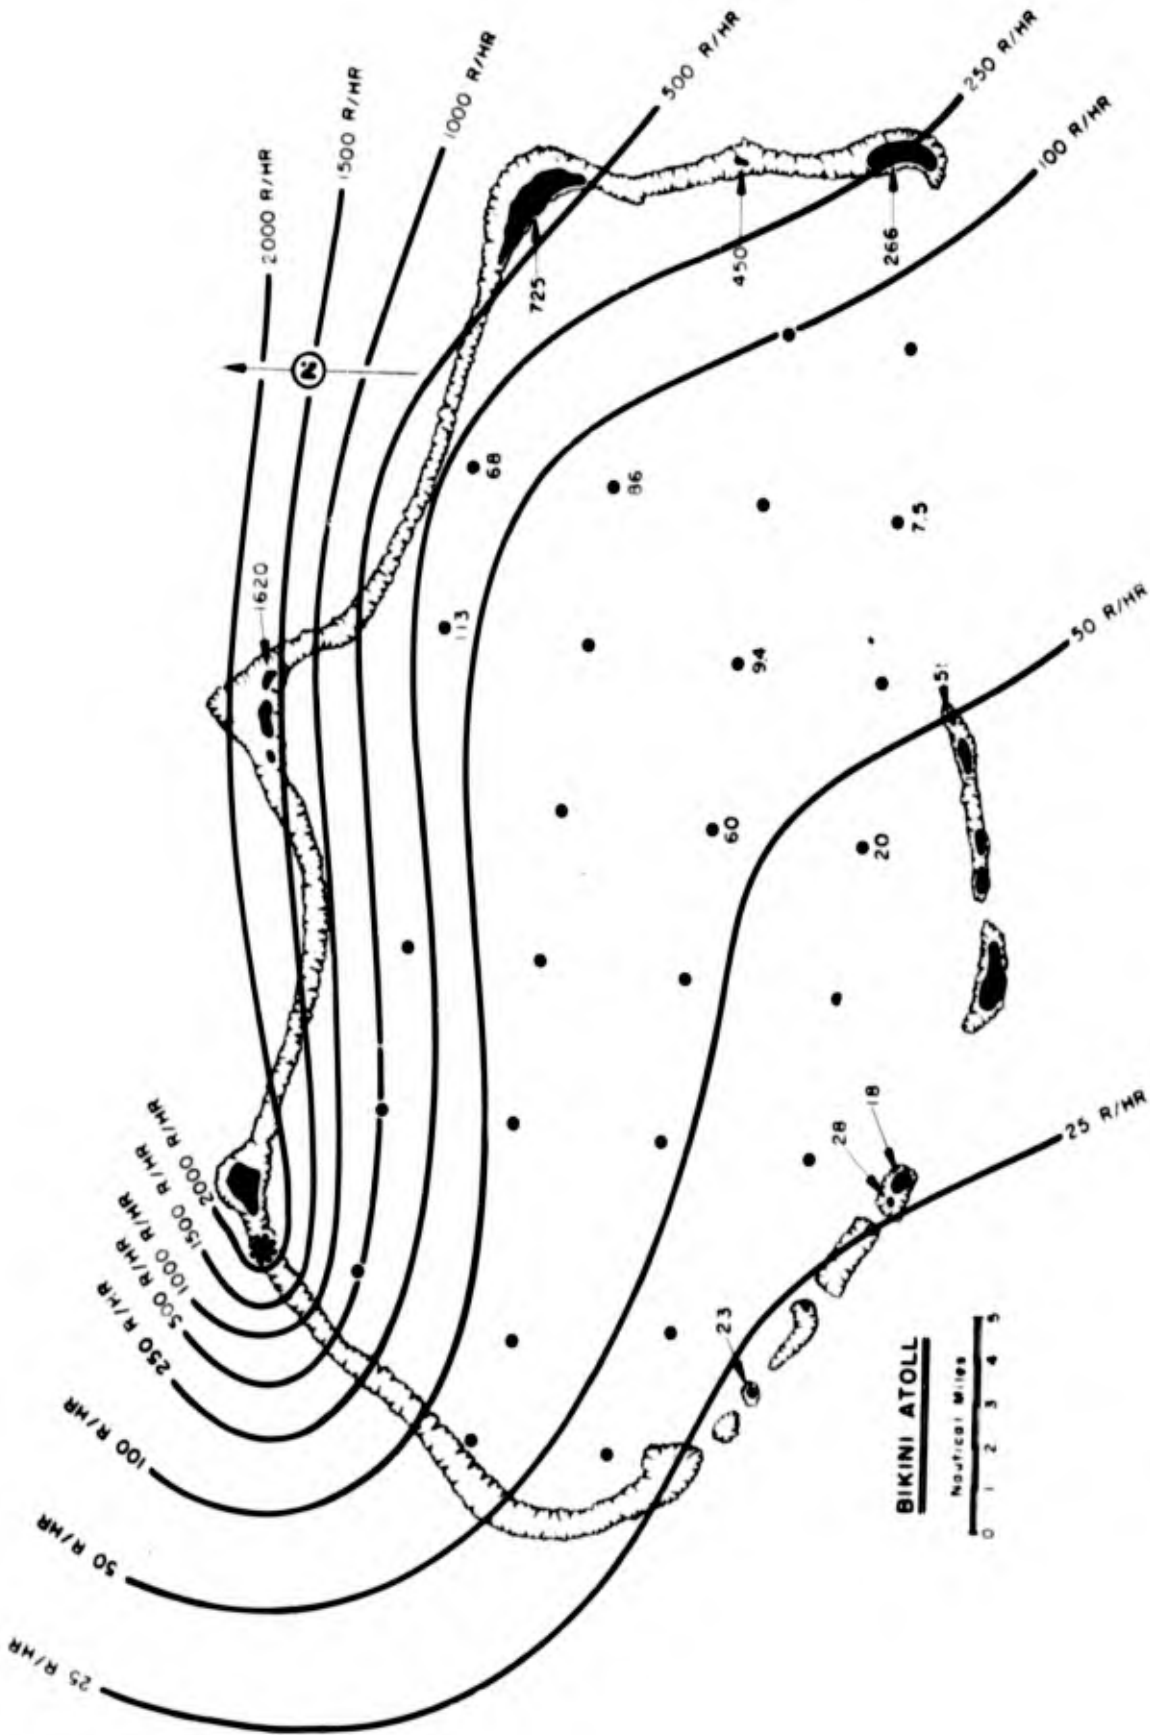 2000 R/HR
1500 R/HR
1000 R/HR
500 R/HR
250 R/HR
100 R/HR
50 R/HR
25 R/HR
N
1620
725
450
266
68
86
7.5
113
94
51
60
20
18
28
23
2000 R/HR
1500 R/HR
1000 R/HR
500 R/HR
250 R/HR
100 R/HR
50 R/HR
25 R/HR
BIKINI ATOLL
Nautical Miles
0 1 2 3 4 5